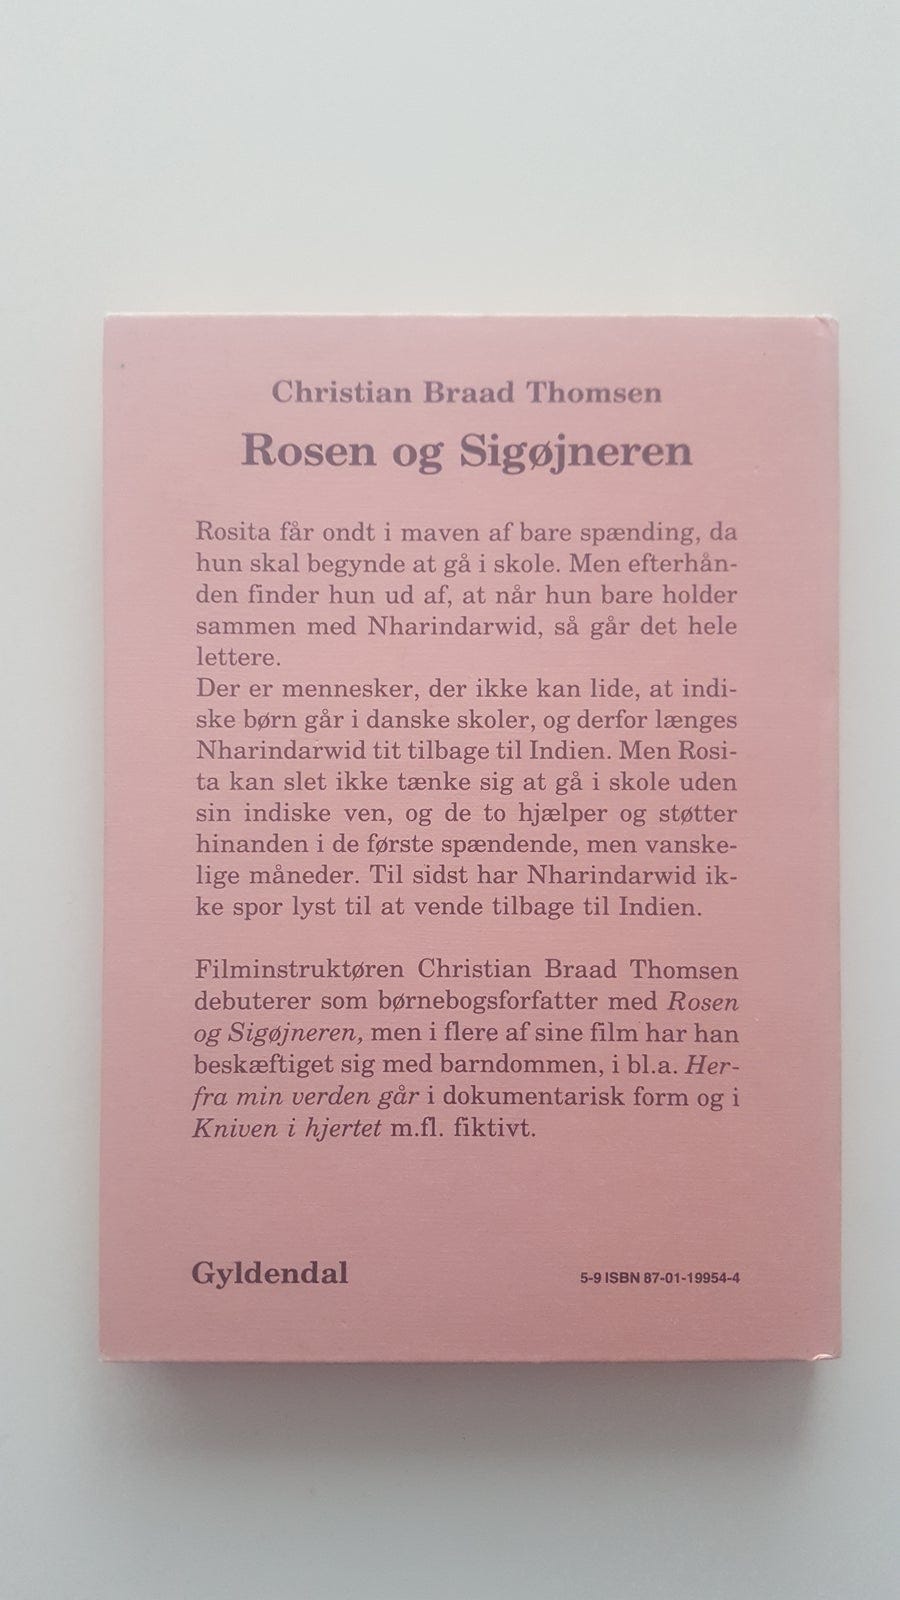 Christian Braad Thomsen
Rosen og Sigøjneren
Rosita får ondt i maven af bare spænding, da
hun skal begynde at gå i skole. Men efterhån-
den finder hun ud af, at når hun bare holder
sammen med Nharindarwid, så går det hele
lettere.
Der er mennesker, der ikke kan lide, at indi-
ske børn går i danske skoler, og derfor længes
Nharindarwid tit tilbage til Indien. Men Rosi-
ta kan slet ikke tænke sig at gå i skole uden
sin indiske ven, og de to hjælper og støtter
hinanden i de første spændende, men vanske-
lige måneder. Til sidst har Nharindarwid ik-
ke spor lyst til at vende tilbage til Indien.
Filminstruktøren Christian Braad Thomsen
debuterer som børnebogsforfatter med Rosen
og Sigøjneren, men i flere af sine film har han
beskæftiget sig med barndommen, i bl.a. Her-
fra min verden går i dokumentarisk form og i
Kniven i hjertet m.fl. fiktivt.
Gyldendal
5-9 ISBN 87-01-19954-4